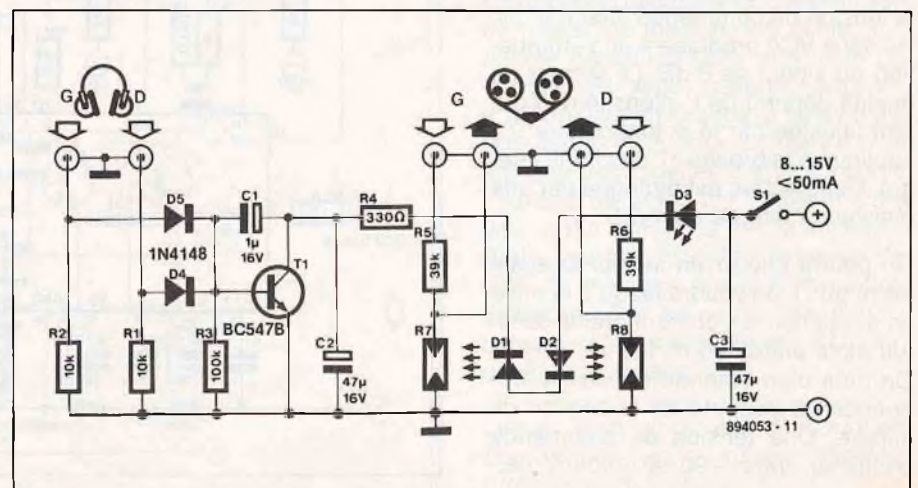 G D
D5
1N4148
D4
C1
1µ
16V
R4
330Ω
T1
BC547B
R2
10k
R1
10k
R3
100k
C2
47µ
16V
G D
R5
39k
R6
39k
R7
R8
D1
D2
D3
S1
8...15V
<50mA
+
C3
47µ
16V
0
894053 - 11